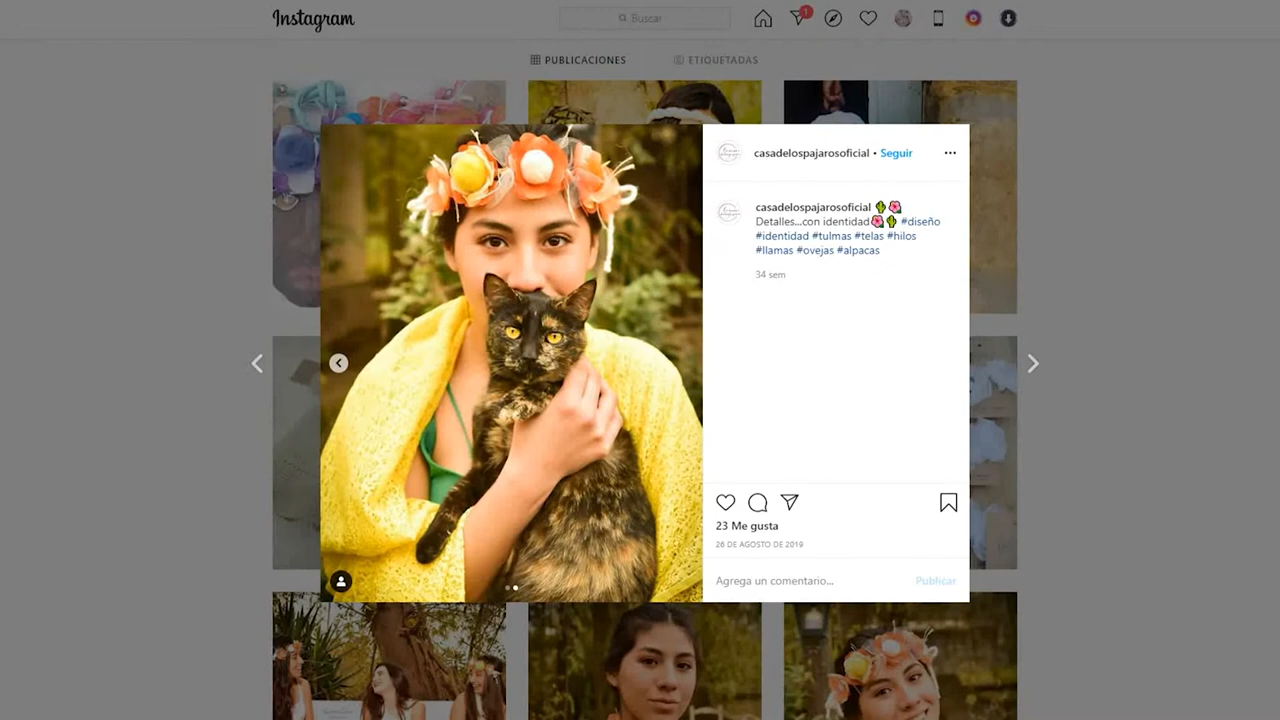 Instagram
Buscar
1
PUBLICACIONES
ETIQUETADAS
casadelospajarosoficial • Seguir
casadelospajarosoficial 🌵🌺
Detalles...con identidad🌺🌵 #diseño
#identidad #tulmas #telas #hilos
#llamas #ovejas #alpacas
34 sem
23 Me gusta
26 DE AGOSTO DE 2019
Agrega un comentario...
Publicar